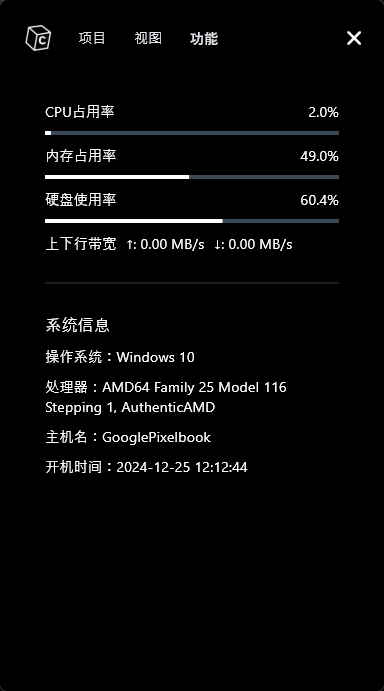 C 项目 视图 功能
CPU占用率 2.0%
内存占用率 49.0%
硬盘使用率 60.4%
上下行带宽 ↑: 0.00 MB/s ↓: 0.00 MB/s
系统信息
操作系统：Windows 10
处理器：AMD64 Family 25 Model 116
Stepping 1, AuthenticAMD
主机名：GooglePixelbook
开机时间：2024-12-25 12:12:44